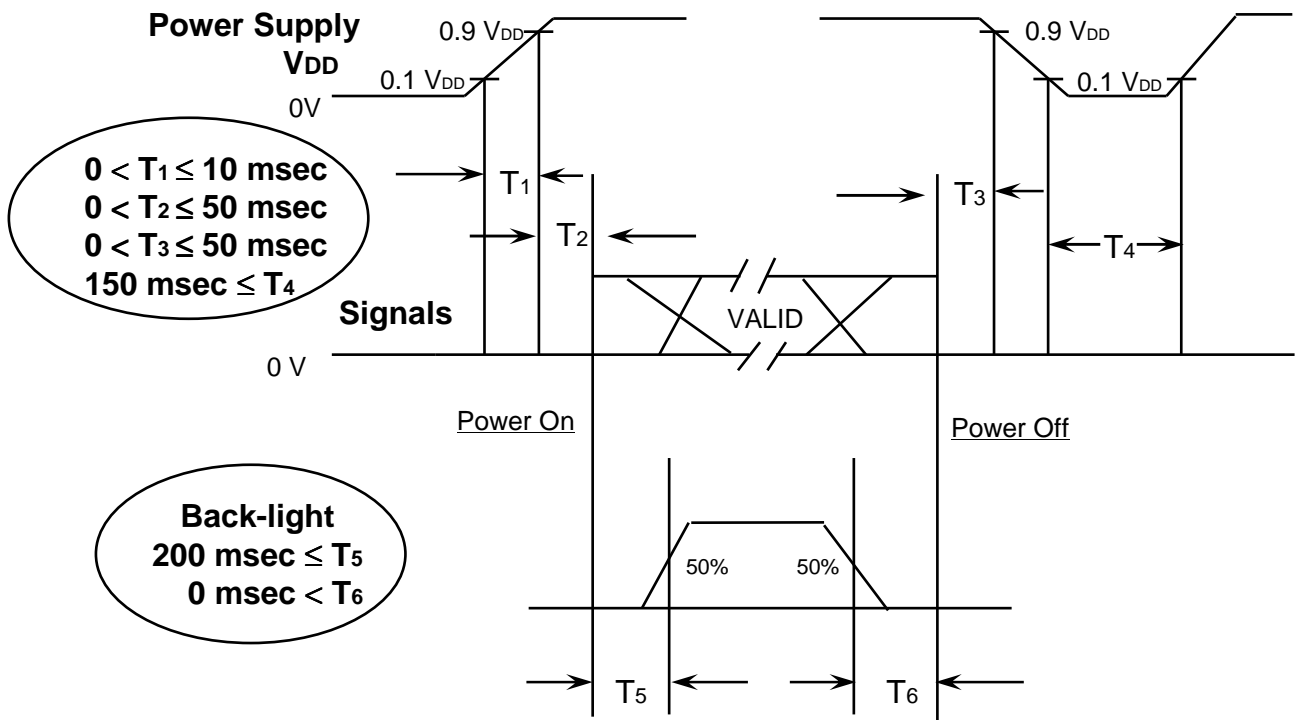 Power Supply
VDD
0.9 VDD
0.9 VDD
0.1 VDD
0.1 VDD
0V
0 < T1 ≤ 10 msec
0 < T2 ≤ 50 msec
0 < T3 ≤ 50 msec
150 msec ≤ T4
T1
T2
T3
T4
Signals
VALID
0 V
Power On
Power Off
Back-light
200 msec ≤ T5
0 msec < T6
50%
50%
T5
T6